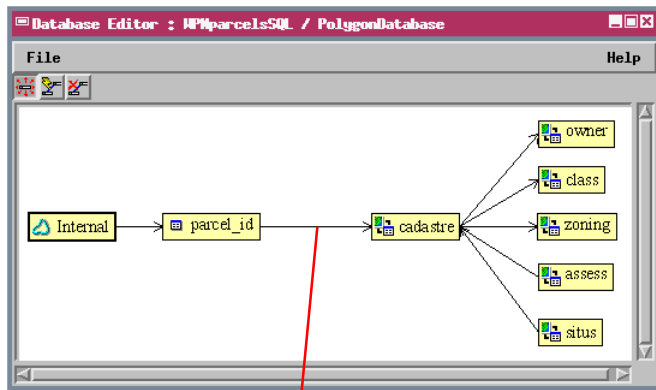 Database Editor : WPMparcelsSQL / PolygonDatabase
File Help
owner
class
Internal parcel_id cadastre zoning
assess
situs